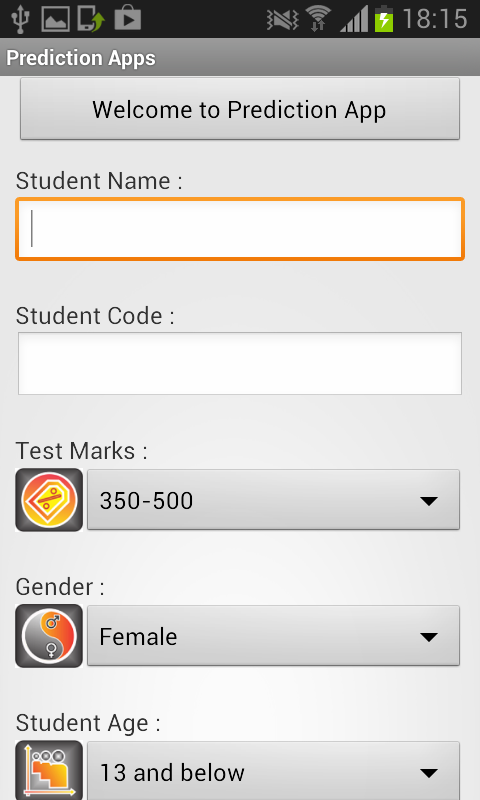 18:15
Prediction Apps
Welcome to Prediction App
Student Name :
Student Code :
Test Marks :
350-500
Gender :
Female
Student Age :
13 and below